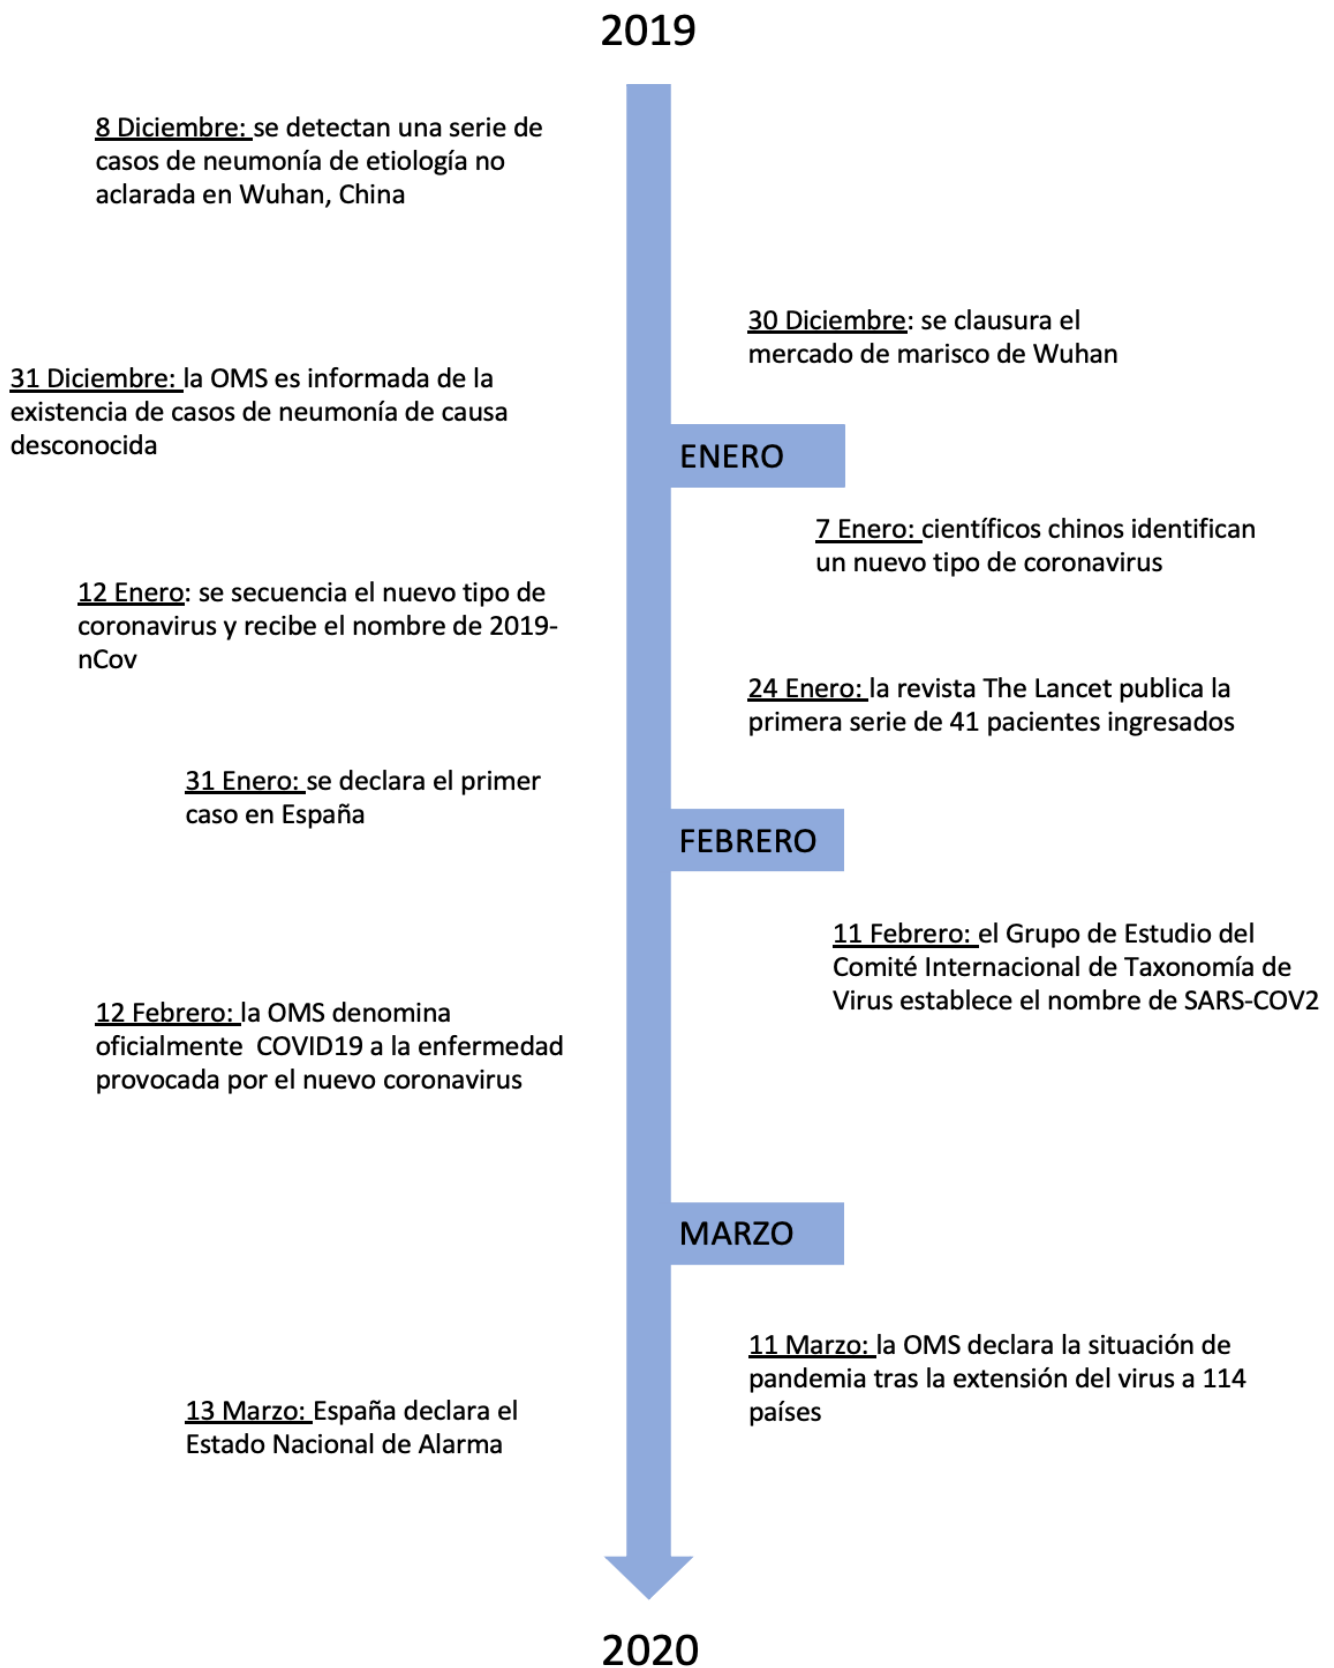 2019
8 Diciembre: se detectan una serie de
casos de neumonía de etiología no
aclarada en Wuhan, China
30 Diciembre: se clausura el
mercado de marisco de Wuhan
31 Diciembre: la OMS es informada de la
existencia de casos de neumonía de causa
desconocida
ENERO
7 Enero: científicos chinos identifican
un nuevo tipo de coronavirus
12 Enero: se secuencia el nuevo tipo de
coronavirus y recibe el nombre de 2019-
nCov
24 Enero: la revista The Lancet publica la
primera serie de 41 pacientes ingresados
31 Enero: se declara el primer
caso en España
FEBRERO
11 Febrero: el Grupo de Estudio del
Comité Internacional de Taxonomía de
Virus establece el nombre de SARS-COV2
12 Febrero: la OMS denomina
oficialmente  COVID19 a la enfermedad
provocada por el nuevo coronavirus
MARZO
11 Marzo: la OMS declara la situación de
pandemia tras la extensión del virus a 114
países
13 Marzo: España declara el
Estado Nacional de Alarma
2020